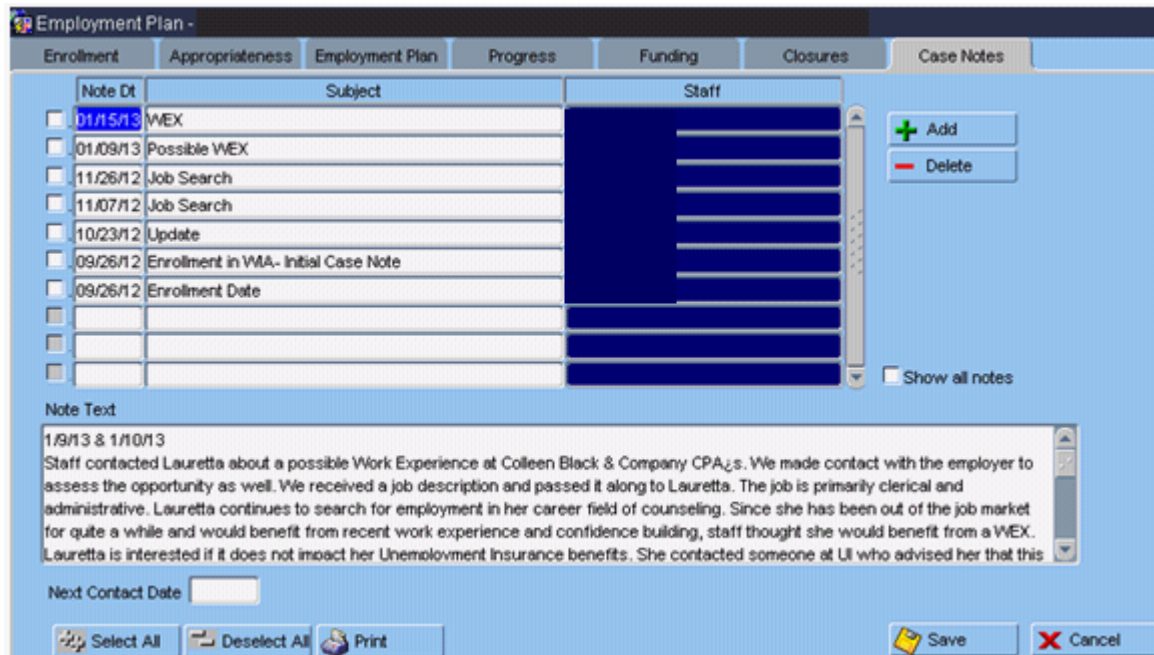 Employment Plan -
Enrollment Appropriateness Employment Plan Progress Funding Closures Case Notes
Note Dt Subject Staff
01/15/13 WEX
01/09/13 Possible WEX
11/26/12 Job Search
11/07/12 Job Search
10/23/12 Update
09/26/12 Enrollment in WIA- Initial Case Note
09/26/12 Enrollment Date
Add
Delete
Show all notes
Note Text
1/9/13 & 1/10/13
Staff contacted Lauretta about a possible Work Experience at Colleen Black & Company CPA¿s. We made contact with the employer to
assess the opportunity as well. We received a job description and passed it along to Lauretta. The job is primarily clerical and
administrative. Lauretta continues to search for employment in her career field of counseling. Since she has been out of the job market
for quite a while and would benefit from recent work experience and confidence building, staff thought she would benefit from a WEX.
Lauretta is interested if it does not impact her Unemployment Insurance benefits. She contacted someone at UI who advised her that this
Next Contact Date
Select All Deselect All Print Save Cancel